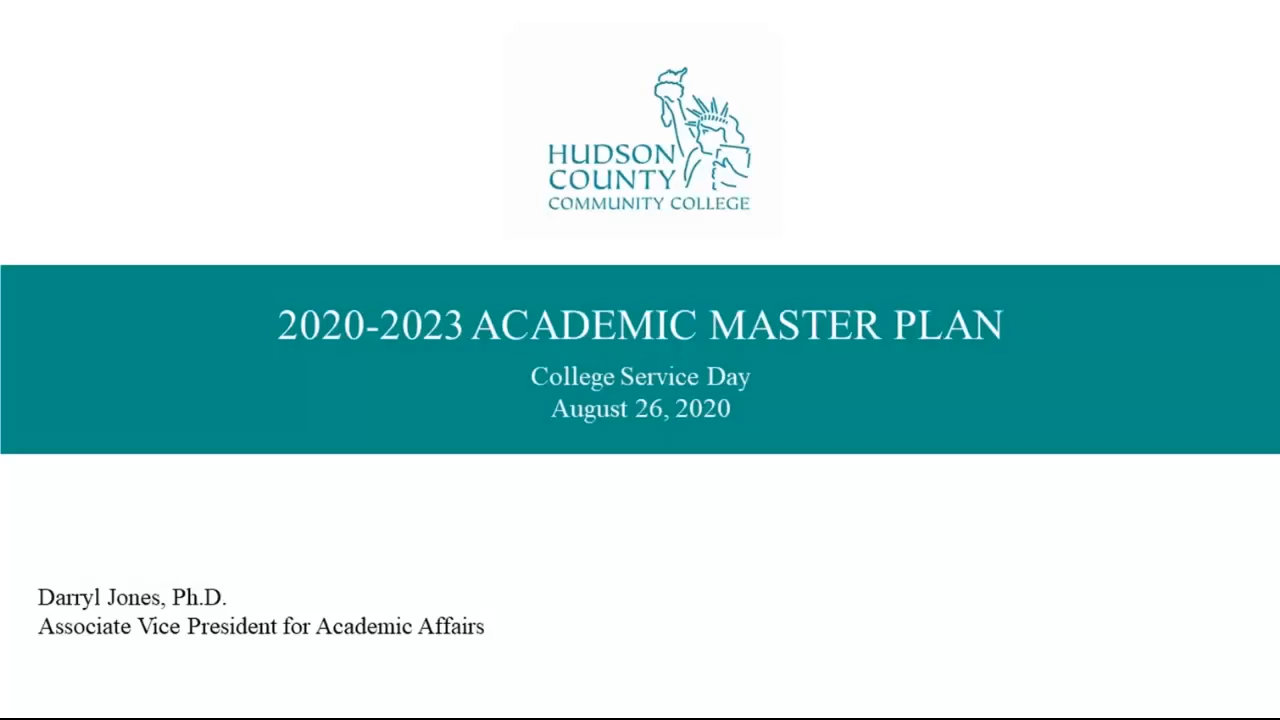 HUDSON
COUNTY
COMMUNITY COLLEGE
2020-2023 ACADEMIC MASTER PLAN
College Service Day
August 26, 2020
Darryl Jones, Ph.D.
Associate Vice President for Academic Affairs